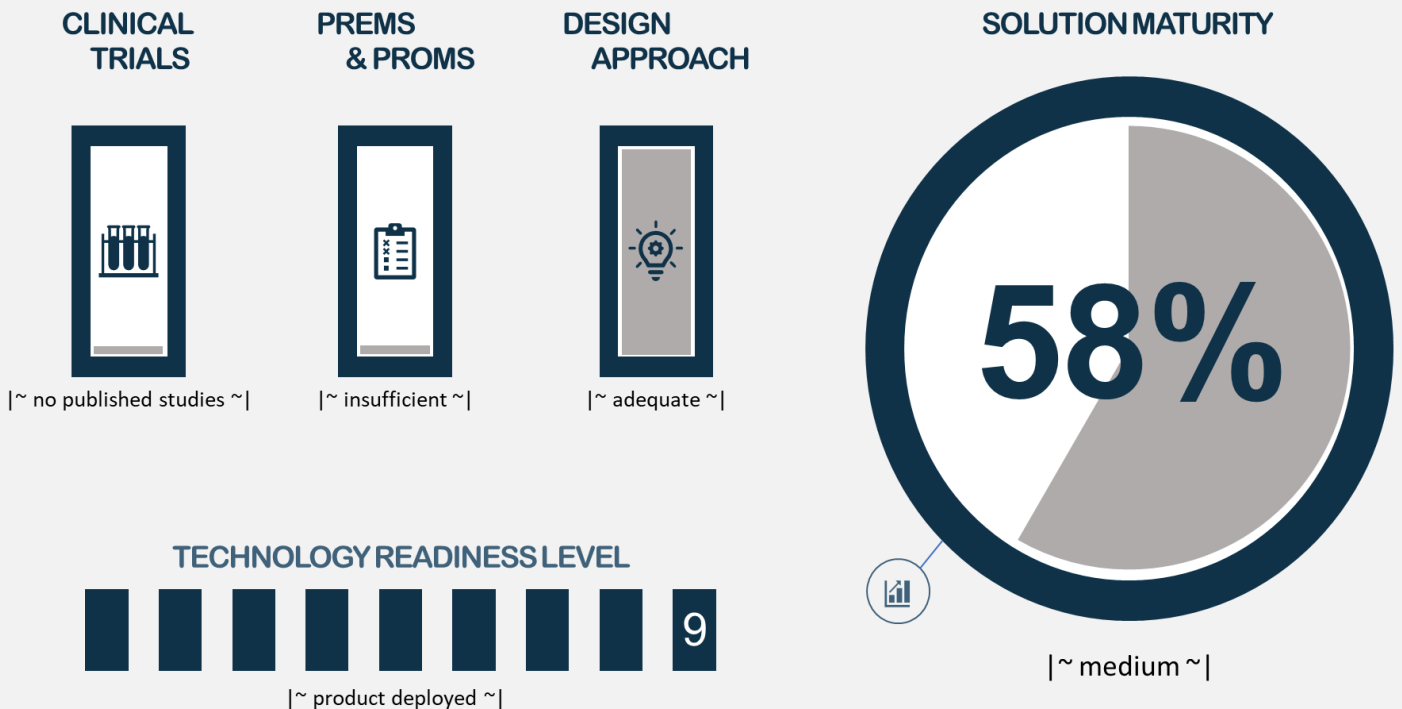 CLINICAL
TRIALS
PREMS
& PROMS
DESIGN
APPROACH
SOLUTION MATURITY
|~ no published studies ~|
|~ insufficient ~|
|~ adequate ~|
58%
TECHNOLOGY READINESS LEVEL
9
|~ product deployed ~|
|~ medium ~|